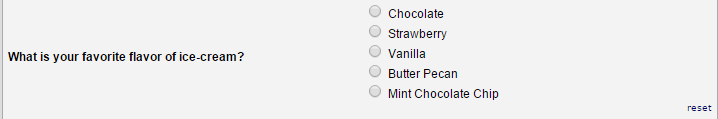 Chocolate
Strawberry
What is your favorite flavor of ice-cream?
Vanilla
Butter Pecan
Mint Chocolate Chip
reset